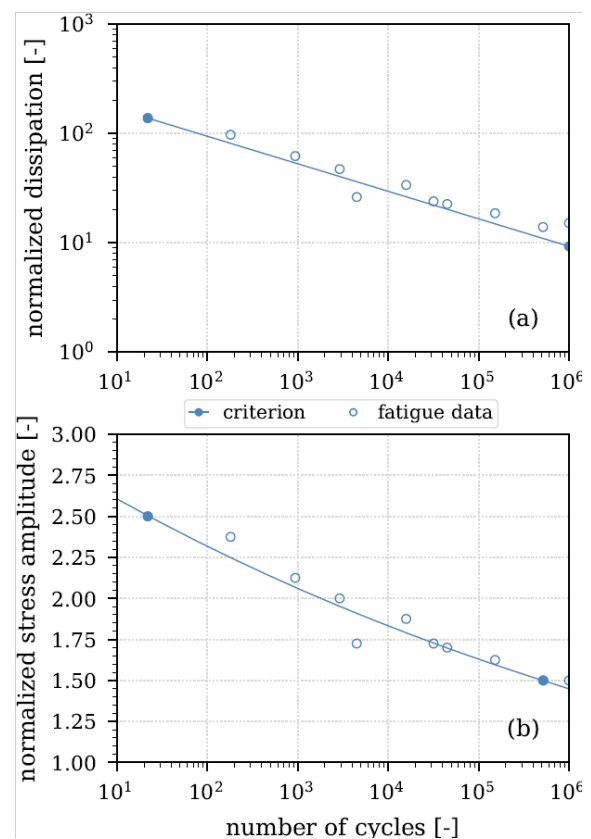 10³
10²
10¹
10⁰
normalized dissipation [-]
(a)
10¹ 10² 10³ 10⁴ 10⁵ 10⁶
criterion fatigue data
3.00
2.75
2.50
2.25
2.00
1.75
1.50
1.25
1.00
normalized stress amplitude [-]
(b)
10¹ 10² 10³ 10⁴ 10⁵ 10⁶
number of cycles [-]